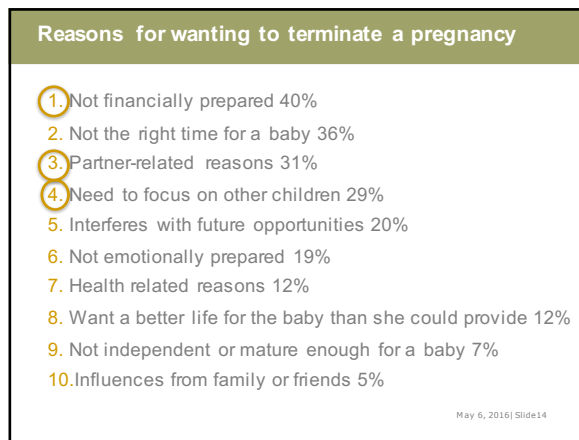 Reasons for wanting to terminate a pregnancy
1. Not financially prepared 40%
2. Not the right time for a baby 36%
3. Partner-related reasons 31%
4. Need to focus on other children 29%
5. Interferes with future opportunities 20%
6. Not emotionally prepared 19%
7. Health related reasons 12%
8. Want a better life for the baby than she could provide 12%
9. Not independent or mature enough for a baby 7%
10.Influences from family or friends 5%
May 6, 2016| Slide14